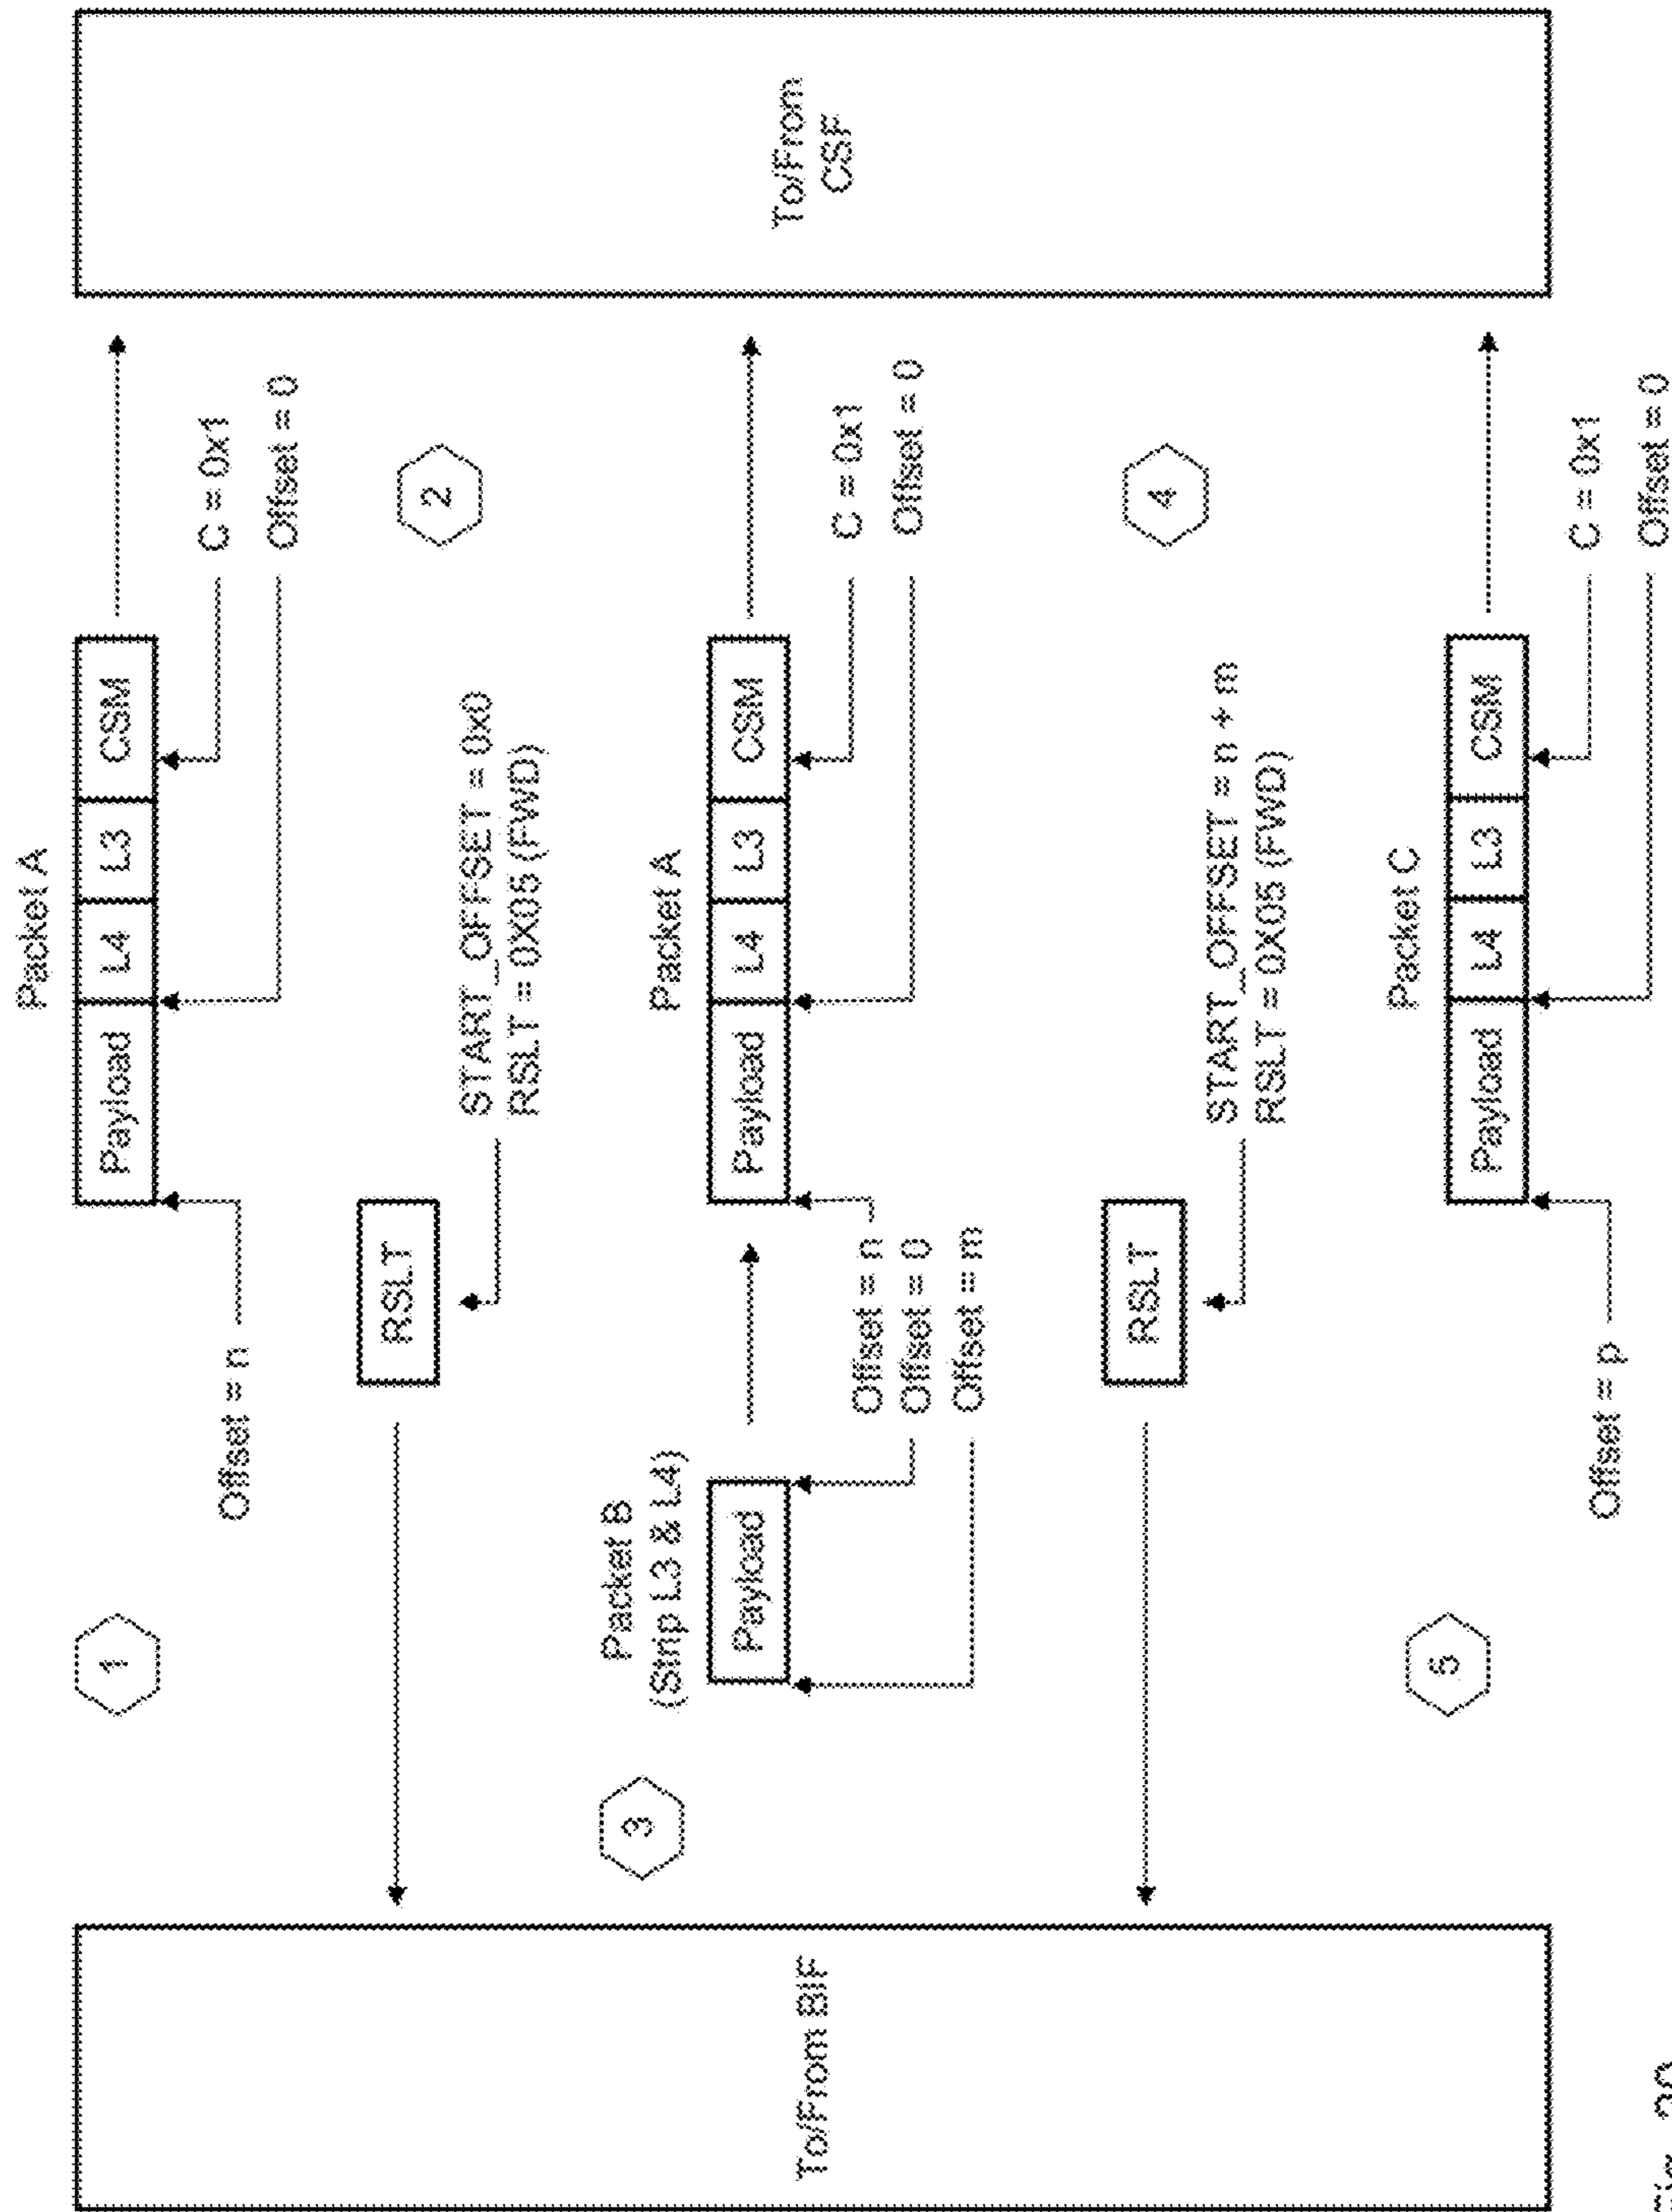 To/From BIF
To/From
CSF
1
Packet A
Payload
L4
L3
CSM
Offset = n
C = 0x1
Offset = 0
2
RSLT
START_OFFSET = 0x0
RSLT = 0X05 (FWD)
3
Packet B
(Strip L3 & L4)
Payload
Packet A
Payload
L4
L3
CSM
Offset = n
Offset = 0
Offset = m
C = 0x1
Offset = 0
4
RSLT
START_OFFSET = n + m
RSLT = 0X05 (FWD)
5
Packet C
Payload
L4
L3
CSM
Offset = p
C = 0x1
Offset = 0
Fig.